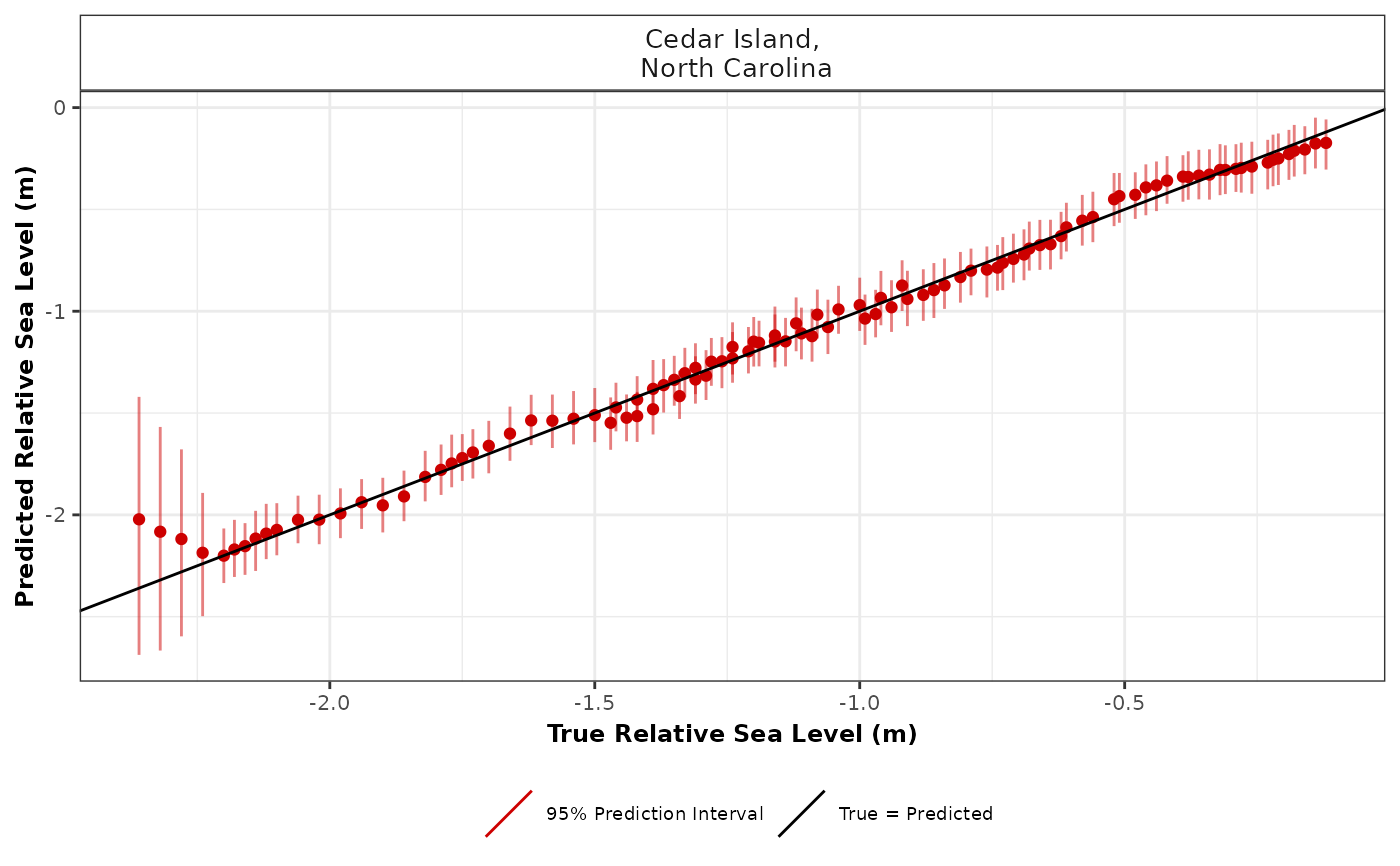 Cedar Island,
North Carolina
Predicted Relative Sea Level (m)
0
-1
-2
-2.0
-1.5
-1.0
-0.5
True Relative Sea Level (m)
95% Prediction Interval
True = Predicted